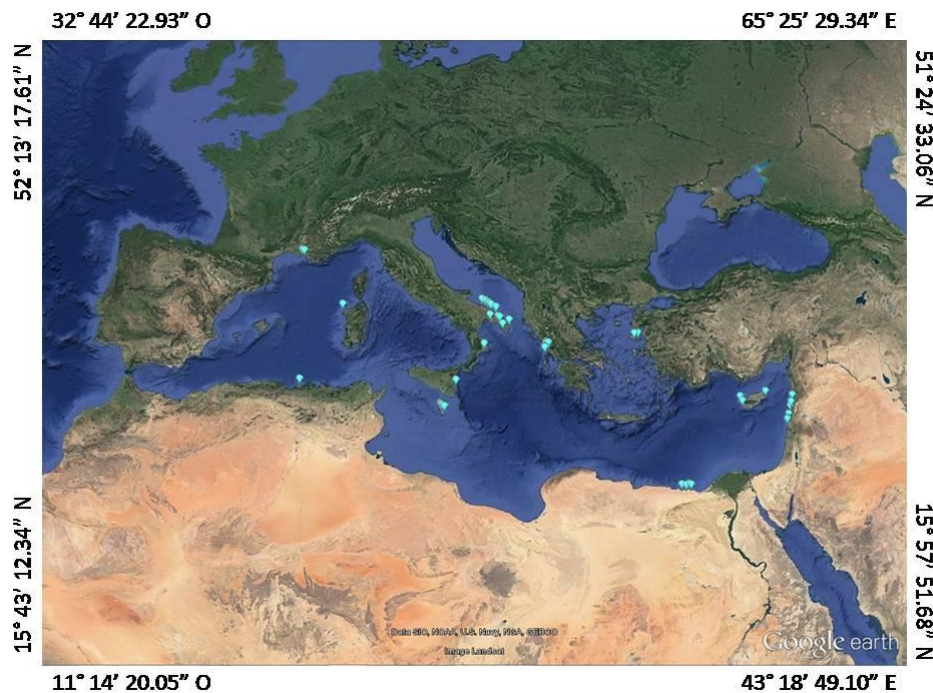 32° 44’ 22.93” O
65° 25’ 29.34” E
52° 13’ 17.61” N
51° 24’ 33.06” N
15° 43’ 12.34” N
15° 57’ 51.68” N
Data SIO, NOAA, U.S. Navy, NGA, GEBCO
Image Landsat
Google earth
11° 14’ 20.05” O
43° 18’ 49.10” E